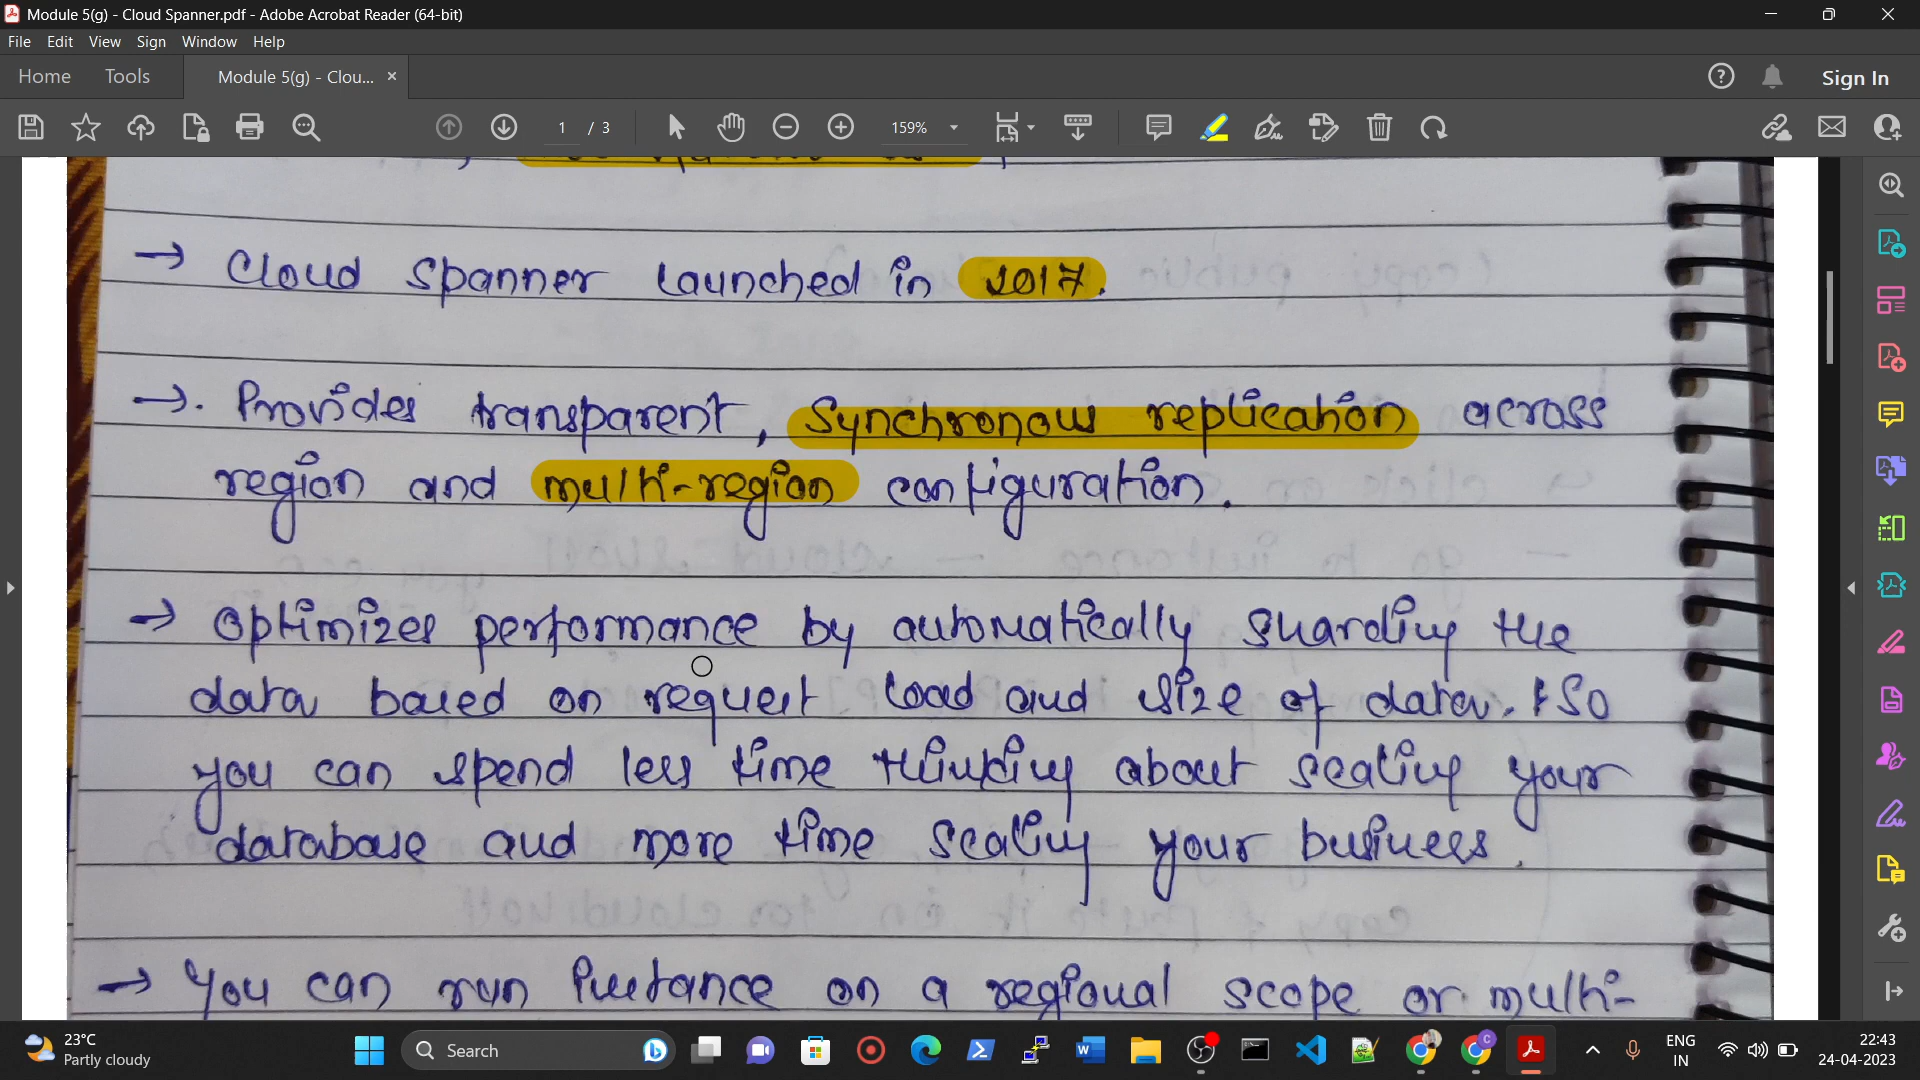 Module 5(g) - Cloud Spanner.pdf - Adobe Acrobat Reader (64-bit)
File Edit View Sign Window Help
Home Tools Module 5(g) - Clou... × Sign In
1 / 3 159%
→ Cloud Spanner launched in 2017.
→. Provides transparent, Synchronous replication across
region and multi-region configuration.
→ Optimizes performance by automatically sharding the
data based on request load and size of data. So
you can spend less time thinking about scaling your
database and more time scaling your business.
→ You can run instance on a regional scope or multi-
23°C
Partly cloudy
Search
ENG
IN
22:43
24-04-2023